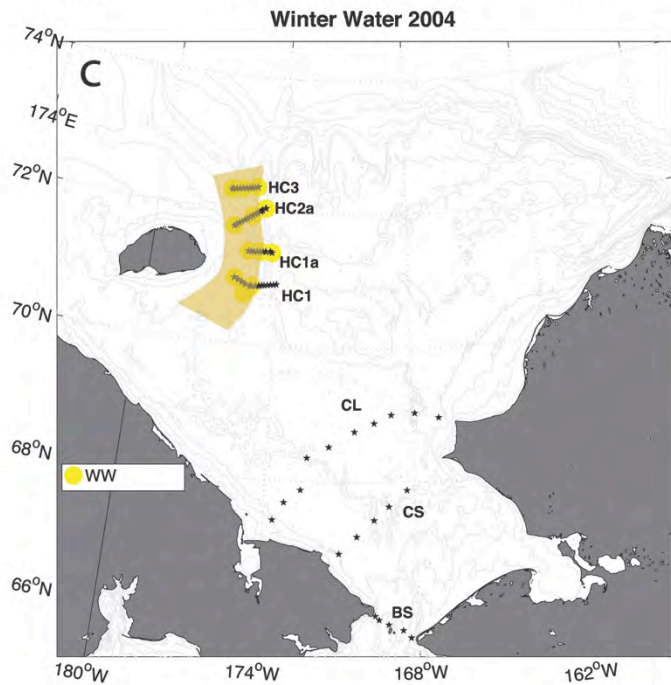 Winter Water 2004
C
74°N
174°E
72°N
70°N
68°N
66°N
HC3
HC2a
HC1a
HC1
CL
CS
BS
WW
180°W
174°W
168°W
162°W